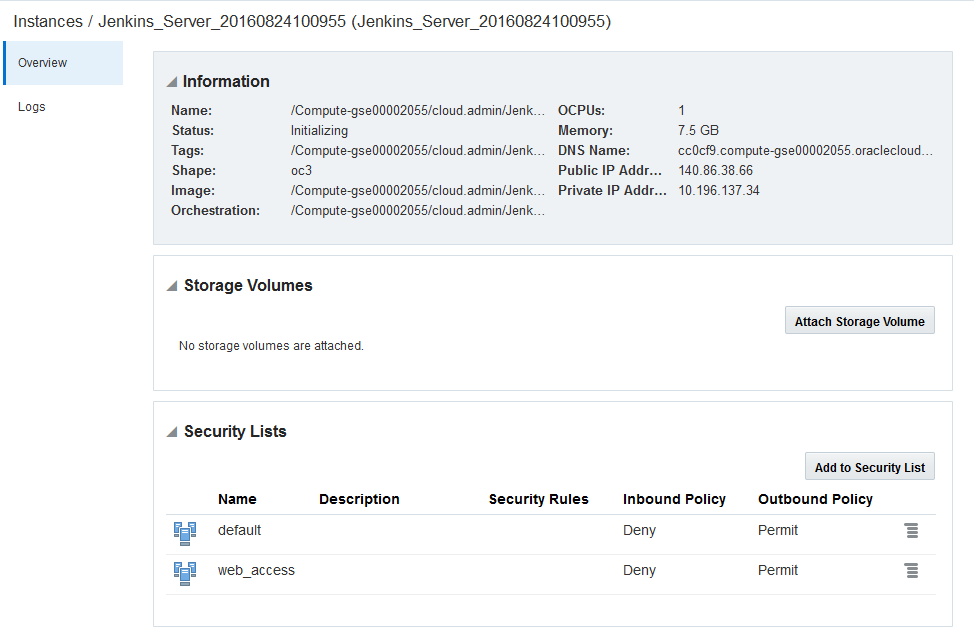 Instances / Jenkins_Server_20160824100955 (Jenkins_Server_20160824100955)
Overview
Logs
Information
Name: /Compute-gse00002055/cloud.admin/Jenk... OCPUs: 1
Status: Initializing Memory: 7.5 GB
Tags: /Compute-gse00002055/cloud.admin/Jenk... DNS Name: cc0cf9.compute-gse00002055.oraclecloud...
Shape: oc3 Public IP Addr... 140.86.38.66
Image: /Compute-gse00002055/cloud.admin/Jenk... Private IP Addr... 10.196.137.34
Orchestration: /Compute-gse00002055/cloud.admin/Jenk...
Storage Volumes
Attach Storage Volume
No storage volumes are attached.
Security Lists
Add to Security List
Name Description Security Rules Inbound Policy Outbound Policy
default Deny Permit
web_access Deny Permit